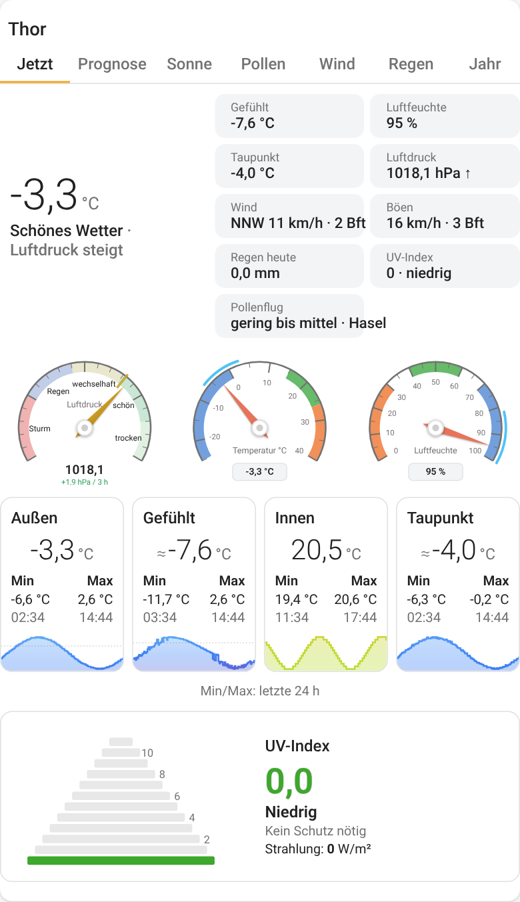 Thor
Jetzt Prognose Sonne Pollen Wind Regen Jahr
-3,3 °C
Schönes Wetter ·
Luftdruck steigt
Gefühlt
-7,6 °C
Luftfeuchte
95 %
Taupunkt
-4,0 °C
Luftdruck
1018,1 hPa ↑
Wind
NNW 11 km/h · 2 Bft
Böen
16 km/h · 3 Bft
Regen heute
0,0 mm
UV-Index
0 · niedrig
Pollenflug
gering bis mittel · Hasel
Sturm
Regen
wechselhaft
schön
trocken
Luftdruck
1018,1
+1.9 hPa / 3 h
-20
-10
0
10
20
30
40
Temperatur °C
-3,3 °C
0
10
20
30
40
50
60
70
80
90
100
Luftfeuchte
95 %
Außen
-3,3 °C
Min Max
-6,6 °C 2,6 °C
02:34 14:44
Gefühlt
≈-7,6 °C
Min Max
-11,7 °C 2,6 °C
03:34 14:44
Innen
20,5 °C
Min Max
19,4 °C 20,6 °C
11:34 17:44
Taupunkt
≈-4,0 °C
Min Max
-6,3 °C -0,2 °C
02:34 14:44
Min/Max: letzte 24 h
10
8
6
4
2
UV-Index
0,0
Niedrig
Kein Schutz nötig
Strahlung: 0 W/m²